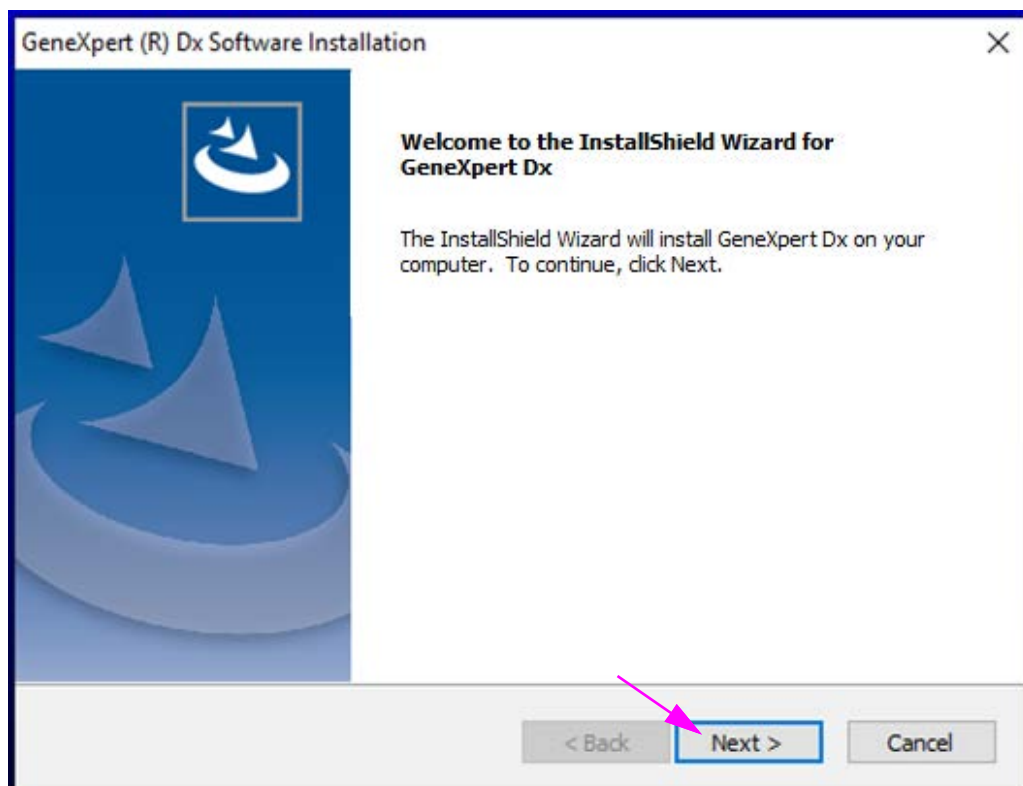 GeneXpert (R) Dx Software Installation
Welcome to the InstallShield Wizard for
GeneXpert Dx
The InstallShield Wizard will install GeneXpert Dx on your
computer.  To continue, click Next.
< Back
Next >
Cancel